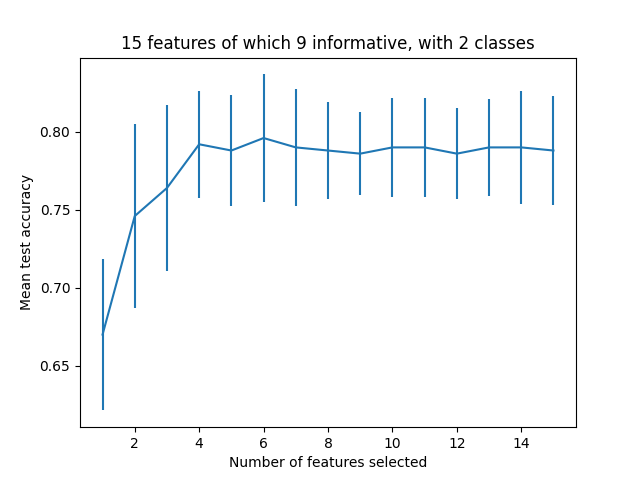 15 features of which 9 informative, with 2 classes
0.80
0.75
0.70
0.65
Mean test accuracy
2 4 6 8 10 12 14
Number of features selected